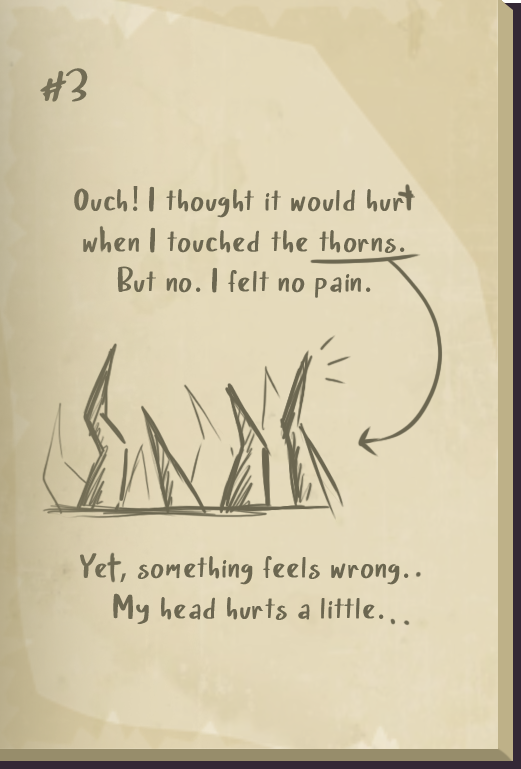 #3
Ouch! I thought it would hurt
when I touched the thorns.
But no. I felt no pain.
Yet, something feels wrong..
My head hurts a little...